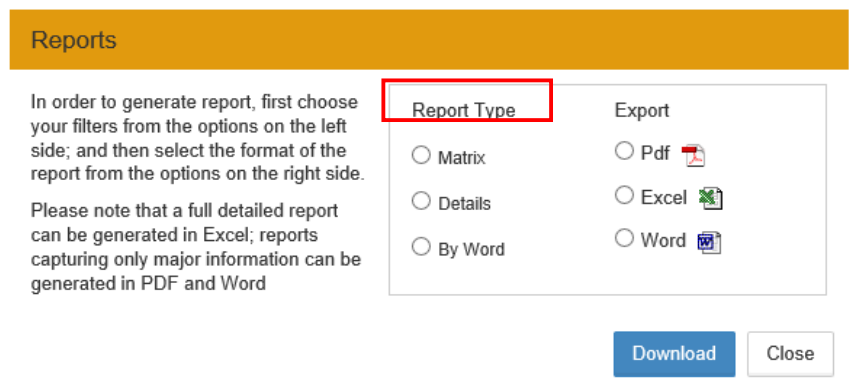 Reports
In order to generate report, first choose
your filters from the options on the left
side; and then select the format of the
report from the options on the right side.
Please note that a full detailed report
can be generated in Excel; reports
capturing only major information can be
generated in PDF and Word
Report Type
Matrix
Details
By Word
Export
Pdf
Excel
Word
Download
Close